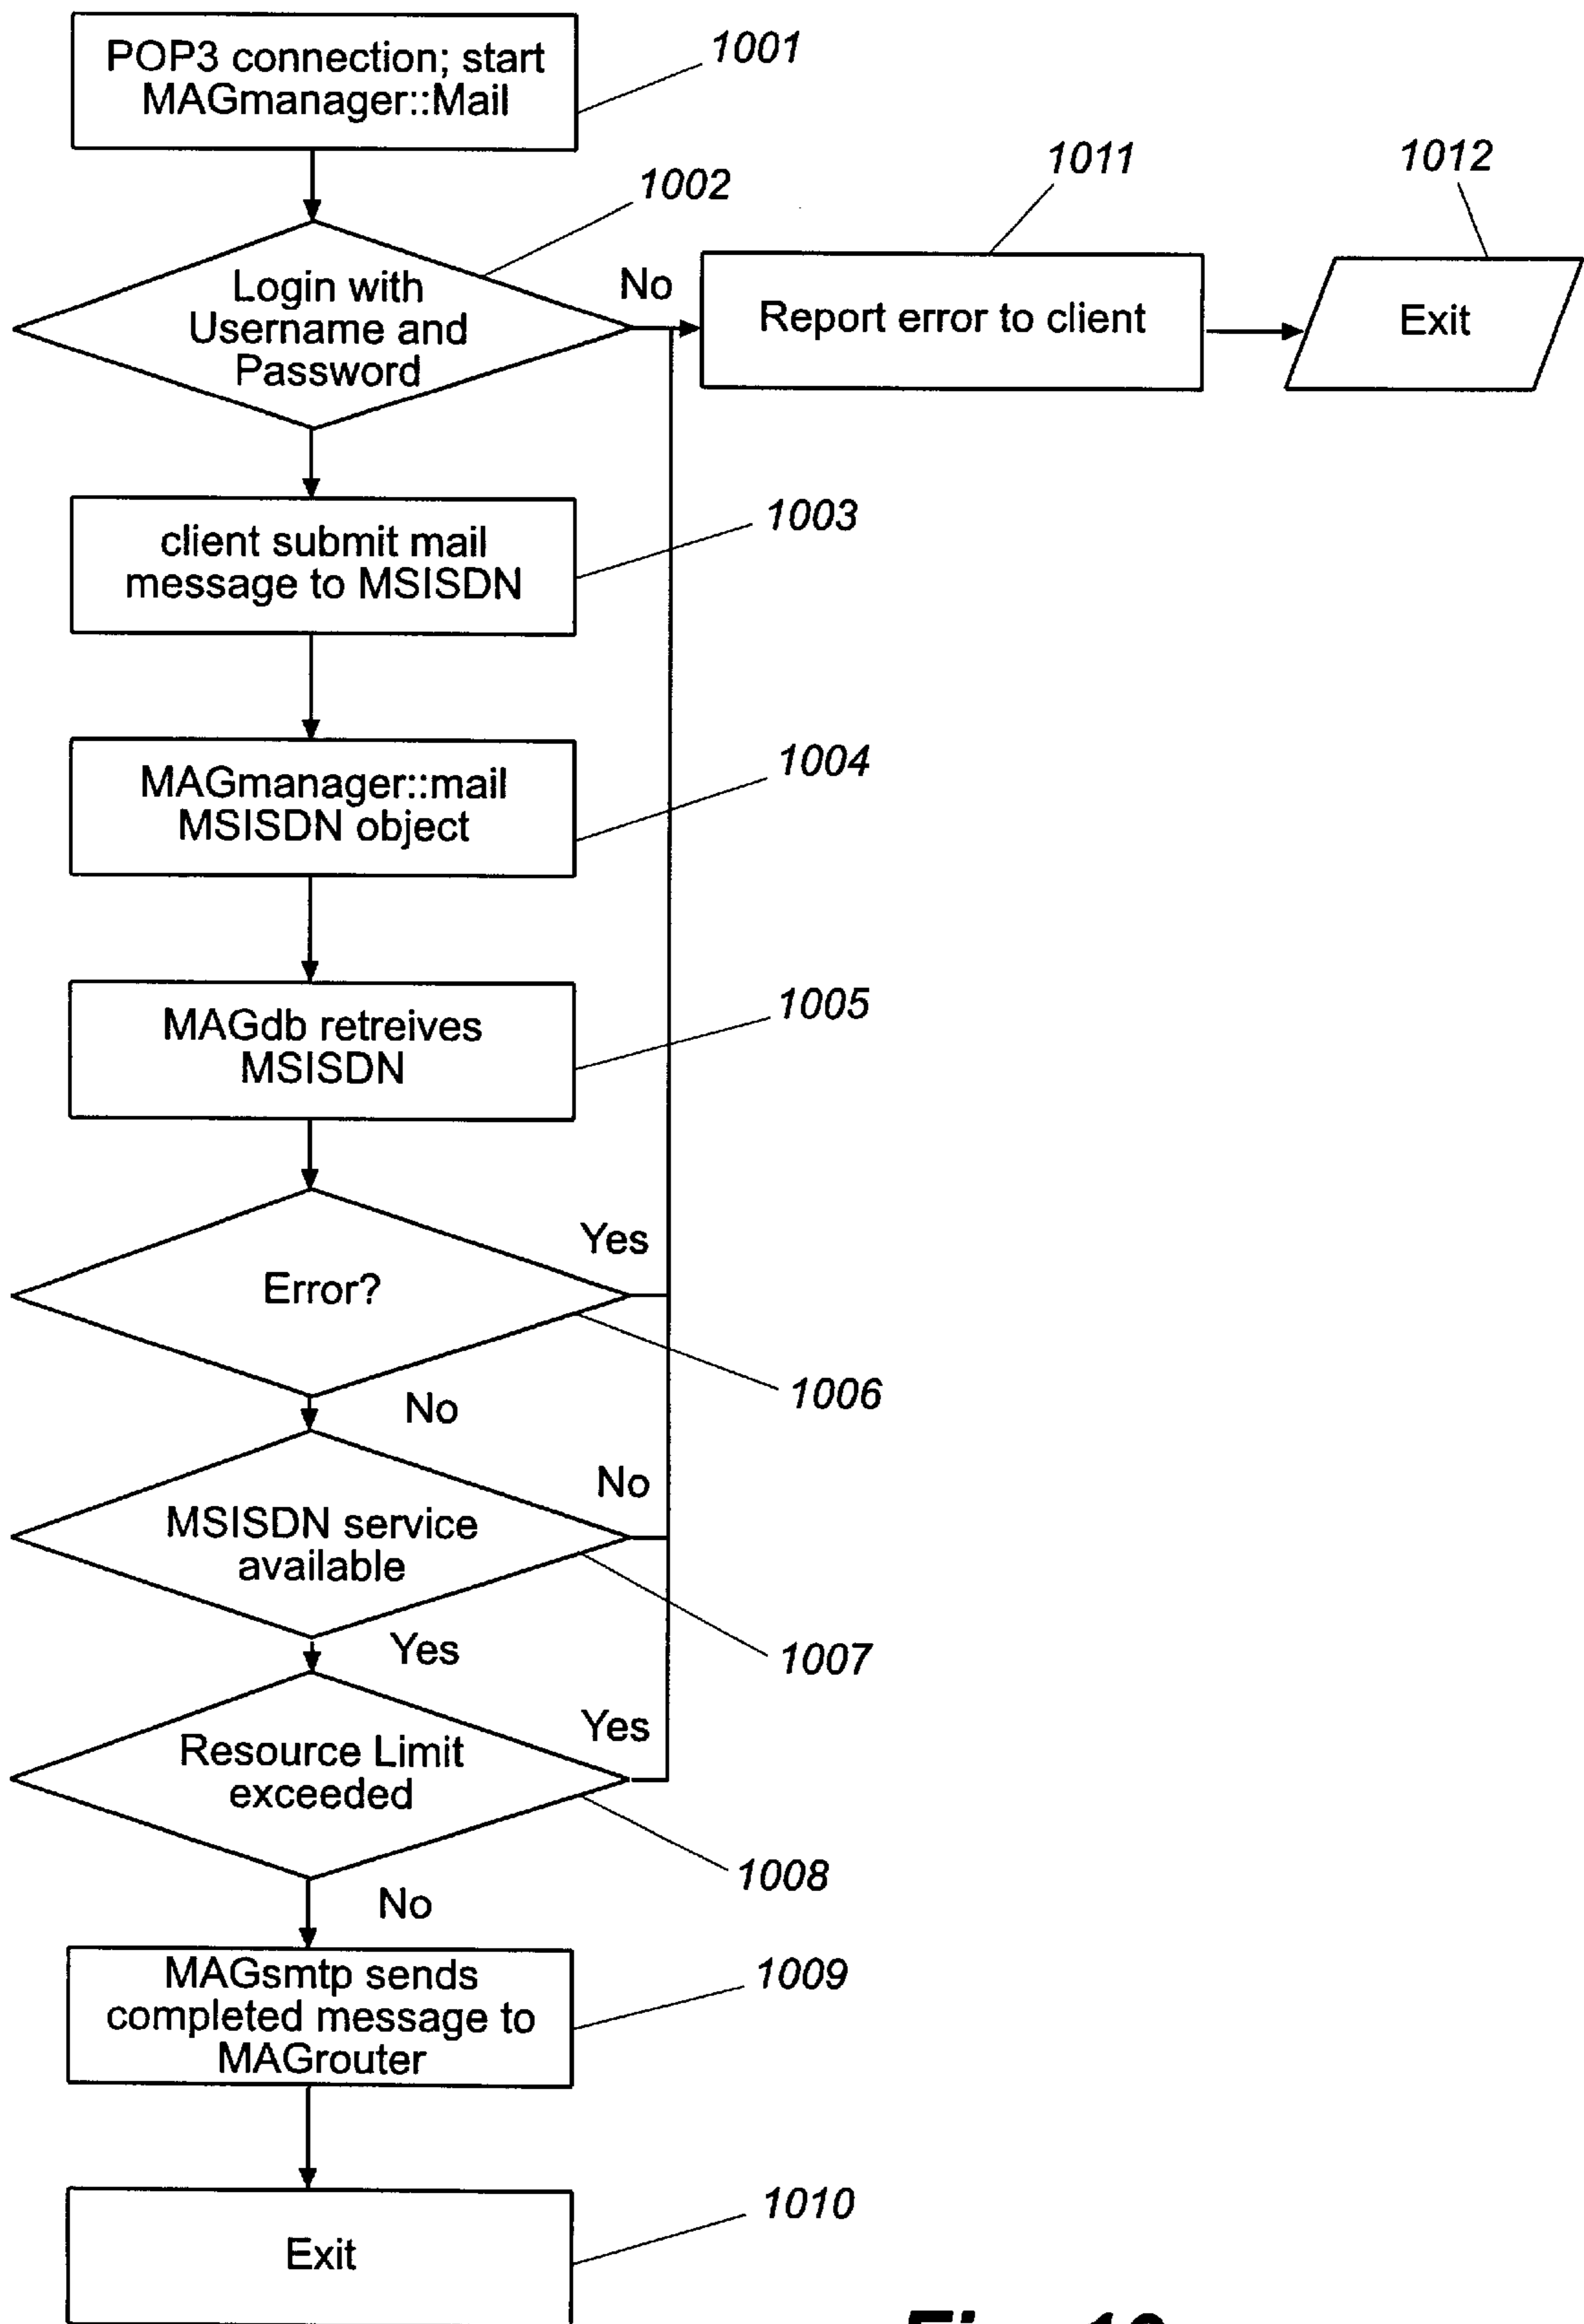 POP3 connection; start
MAGmanager::Mail
1001
1002
1011
1012
Login with
Username and
Password
No
Report error to client
Exit
client submit mail
message to MSISDN
1003
MAGmanager::mail
MSISDN object
1004
MAGdb retreives
MSISDN
1005
Error?
Yes
1006
No
MSISDN service
available
No
1007
Yes
Resource Limit
exceeded
Yes
1008
No
MAGsmtp sends
completed message to
MAGrouter
1009
Exit
1010